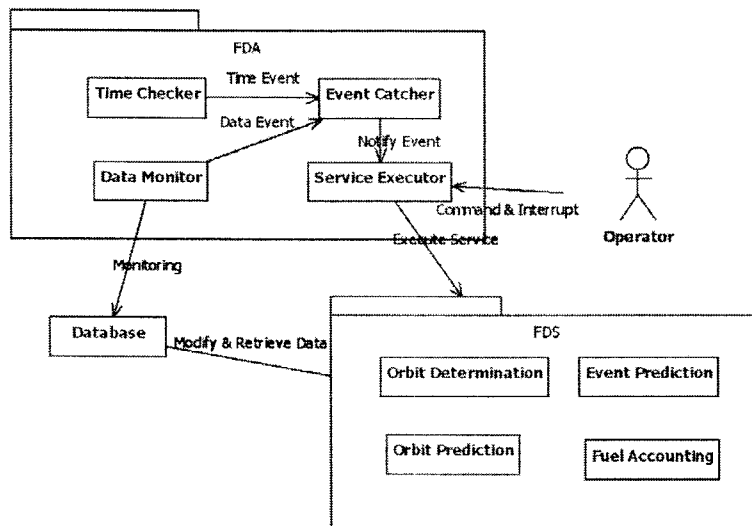 FDA
Time Event
Time Checker
Event Catcher
Data Event
Notify Event
Data Monitor
Service Executor
Command & Interrupt
Operator
Execute Service
Monitoring
Database
Modify & Retrieve Data
FDS
Orbit Determination
Event Prediction
Orbit Prediction
Fuel Accounting